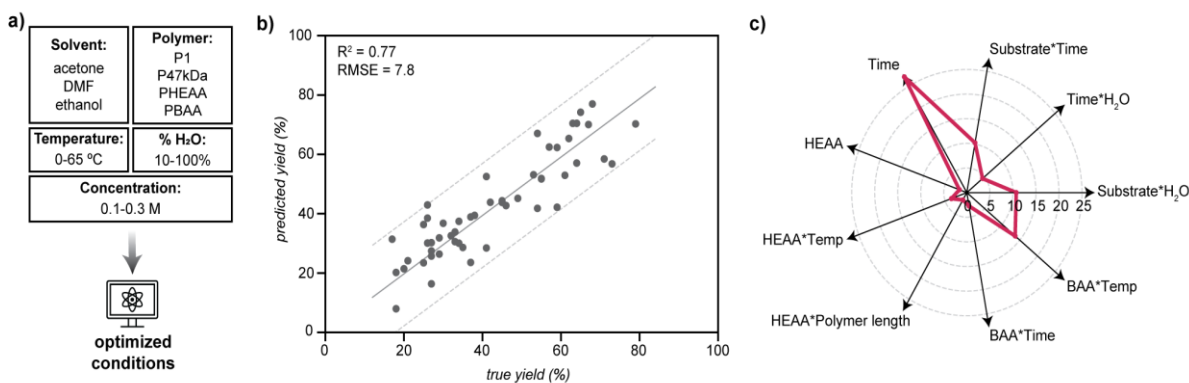 a)
Solvent:
acetone
DMF
ethanol
Polymer:
P1
P47kDa
PHEAA
PBAA
Temperature:
0-65 ºC
% H₂O:
10-100%
Concentration:
0.1-0.3 M
optimized
conditions
b)
R² = 0.77
RMSE = 7.8
predicted yield (%)
100
80
60
40
20
0
0
20
40
60
80
100
true yield (%)
c)
Substrate*Time
Time
Time*H₂O
HEAA
Substrate*H₂O
0 5 10 15 20 25
HEAA*Temp
BAA*Temp
HEAA*Polymer length
BAA*Time